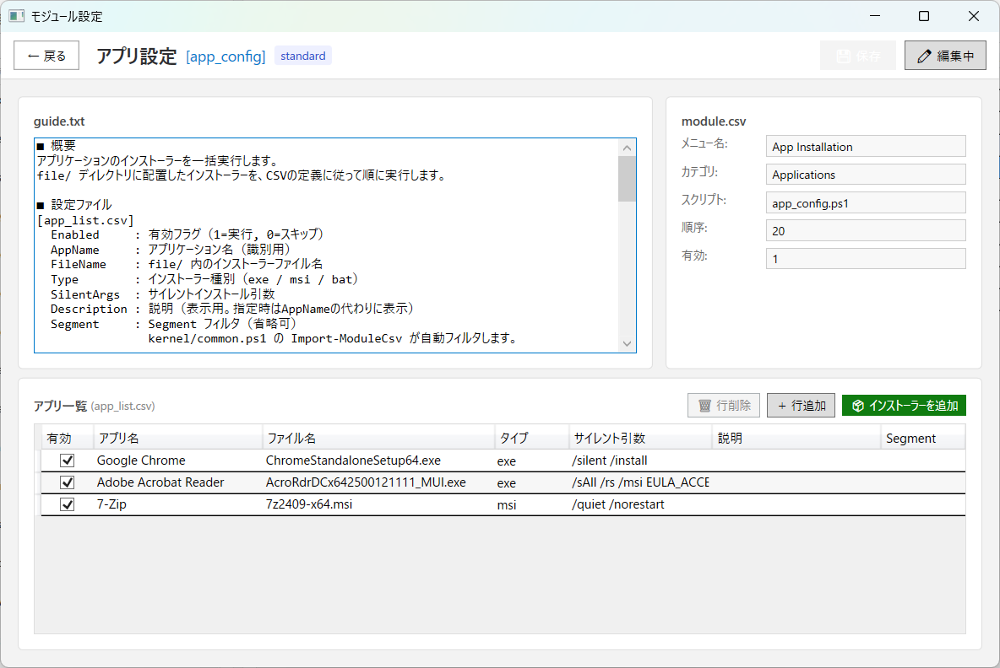 モジュール設定
← 戻る
アプリ設定 [app_config] standard
保存
編集中
guide.txt
■ 概要
アプリケーションのインストーラーを一括実行します。
file/ ディレクトリに配置したインストーラーを、CSVの定義に従って順に実行します。
■ 設定ファイル
[app_list.csv]
Enabled : 有効フラグ（1=実行, 0=スキップ）
AppName : アプリケーション名（識別用）
FileName : file/ 内のインストーラーファイル名
Type : インストーラー種別（exe / msi / bat）
SilentArgs : サイレントインストール引数
Description : 説明（表示用。指定時はAppNameの代わりに表示）
Segment : Segment フィルタ（省略可）
kernel/common.ps1 の Import-ModuleCsv が自動フィルタします。
module.csv
メニュー名: App Installation
カテゴリ: Applications
スクリプト: app_config.ps1
順序: 20
有効: 1
アプリ一覧 (app_list.csv)
行削除
+ 行追加
インストーラーを追加
有効 アプリ名 ファイル名 タイプ サイレント引数 説明 Segment
Google Chrome ChromeStandaloneSetup64.exe exe /silent /install
Adobe Acrobat Reader AcroRdrDCx642500121111_MUI.exe exe /sAll /rs /msi EULA_ACCE
7-Zip 7z2409-x64.msi msi /quiet /norestart